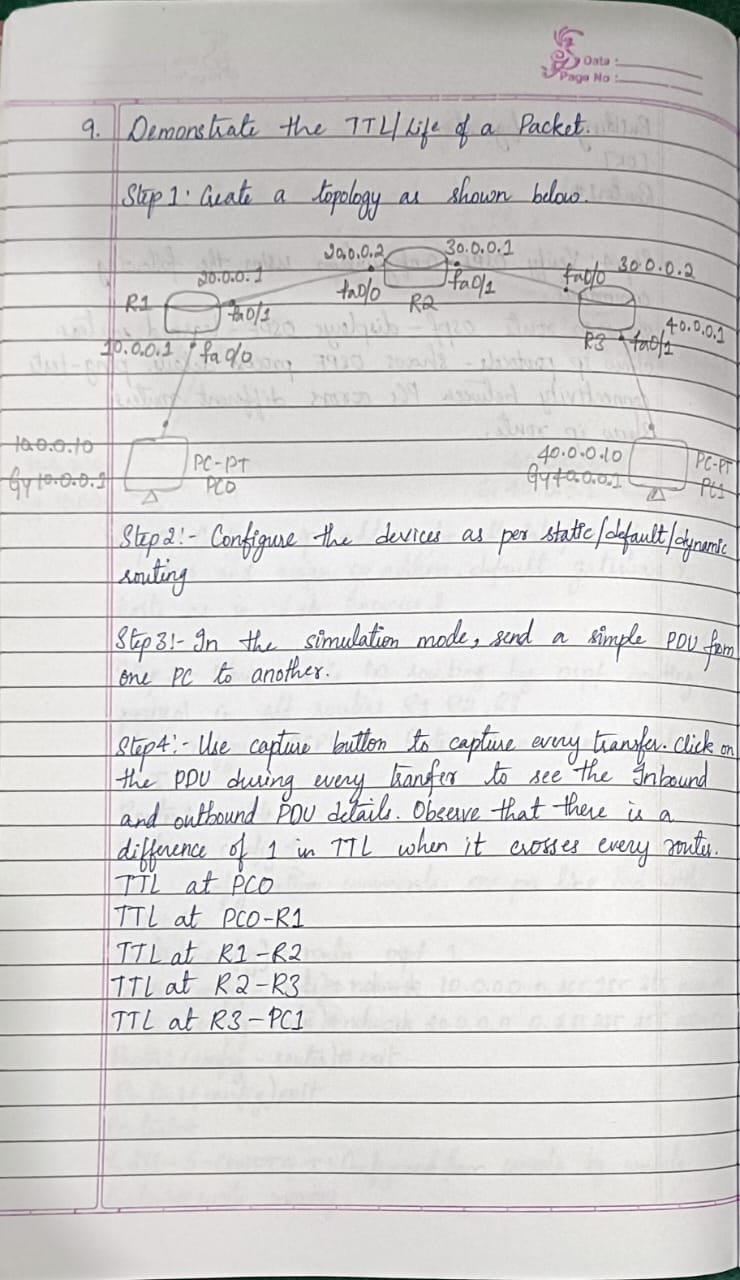 Date :
Page No :
9. Demonstrate the TTL/Life of a Packet.
Step 1: Create a topology as shown below.
20.0.0.2 30.0.0.1
20.0.0.1 fa0/0 30.0.0.2
R1 fa0/1 fa0/0 R2 fa0/1
10.0.0.1 fa0/0 R3 fa0/1 40.0.0.1
10.0.0.10 PC-PT 40.0.0.10 PC-PT
Gy 10.0.0.1 PC0 Gy 40.0.0.1 PC1
Step 2:- Configure the devices as per static/default/dynamic
routing
Step 3:- In the simulation mode, send a simple PDU from
one PC to another.
Step 4:- Use capture button to capture every transfer. Click on
the PDU during every transfer to see the Inbound
and outbound PDU details. Observe that there is a
difference of 1 in TTL when it crosses every router.
TTL at PC0
TTL at PC0-R1
TTL at R1-R2
TTL at R2-R3
TTL at R3-PC1